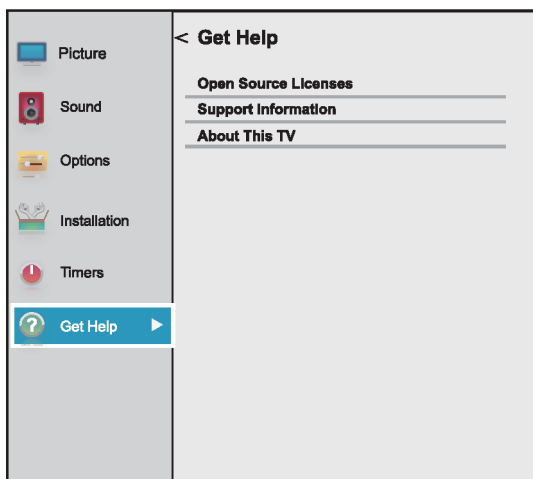 Picture
Sound
Options
Installation
Timers
? Get Help
< Get Help
Open Source Licenses
Support Information
About This TV